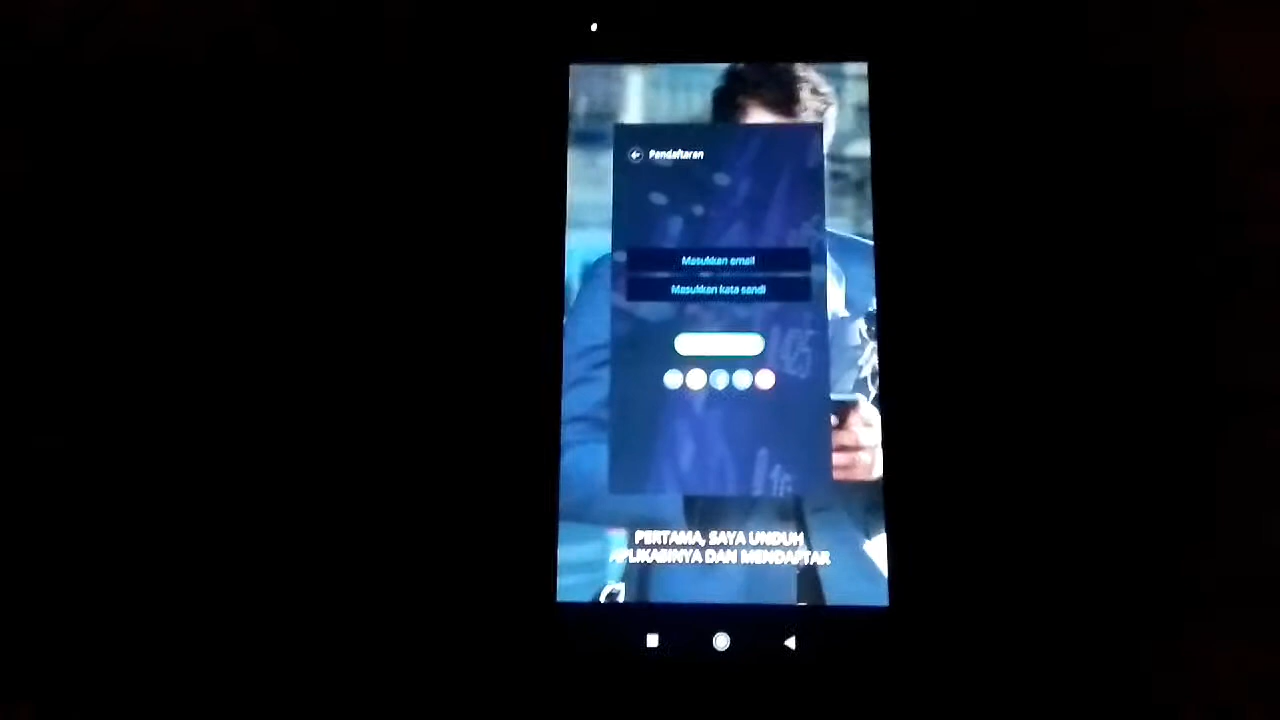 Pendaftaran
Masukkan email
Masukkan kata sandi
PERTAMA, SAYA UNDUH
APLIKASINYA DAN MENDAFTAR